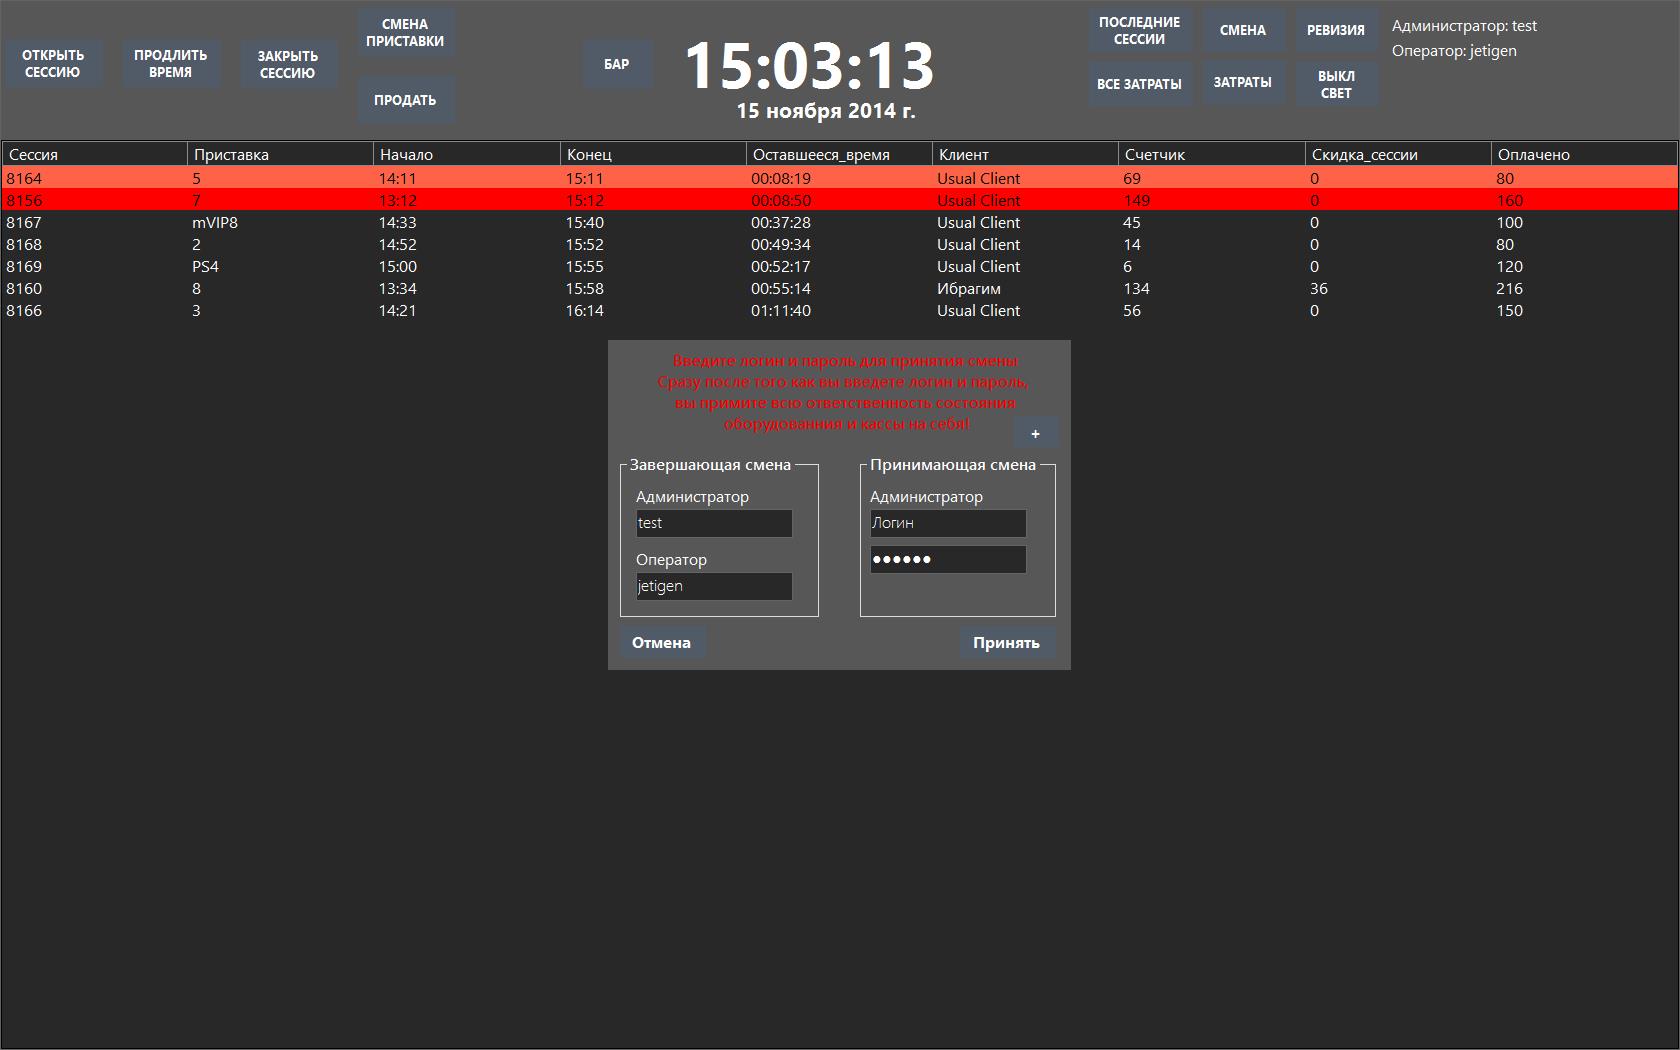 ОТКРЫТЬ
СЕССИЮ
ПРОДЛИТЬ
ВРЕМЯ
ЗАКРЫТЬ
СЕССИЮ
СМЕНА
ПРИСТАВКИ
ПРОДАТЬ
БАР
15:03:13
15 ноября 2014 г.
ПОСЛЕДНИЕ
СЕССИИ
СМЕНА
РЕВИЗИЯ
ВСЕ ЗАТРАТЫ
ЗАТРАТЫ
ВЫКЛ
СВЕТ
Администратор: test
Оператор: jetigen
Сессия Приставка Начало Конец Оставшееся_время Клиент Счетчик Скидка_сессии Оплачено
8164 5 14:11 15:11 00:08:19 Usual Client 69 0 80
8156 7 13:12 15:12 00:08:50 Usual Client 149 0 160
8167 mVIP8 14:33 15:40 00:37:28 Usual Client 45 0 100
8168 2 14:52 15:52 00:49:34 Usual Client 14 0 80
8169 PS4 15:00 15:55 00:52:17 Usual Client 6 0 120
8160 8 13:34 15:58 00:55:14 Ибрагим 134 36 216
8166 3 14:21 16:14 01:11:40 Usual Client 56 0 150
Введите логин и пароль для принятия смены
Сразу после того как вы введете логин и пароль,
вы примите всю ответственность состояния
оборудованния и кассы на себя!
+
Завершающая смена
Администратор
test
Оператор
jetigen
Принимающая смена
Администратор
Логин
●●●●●●
Отмена
Принять